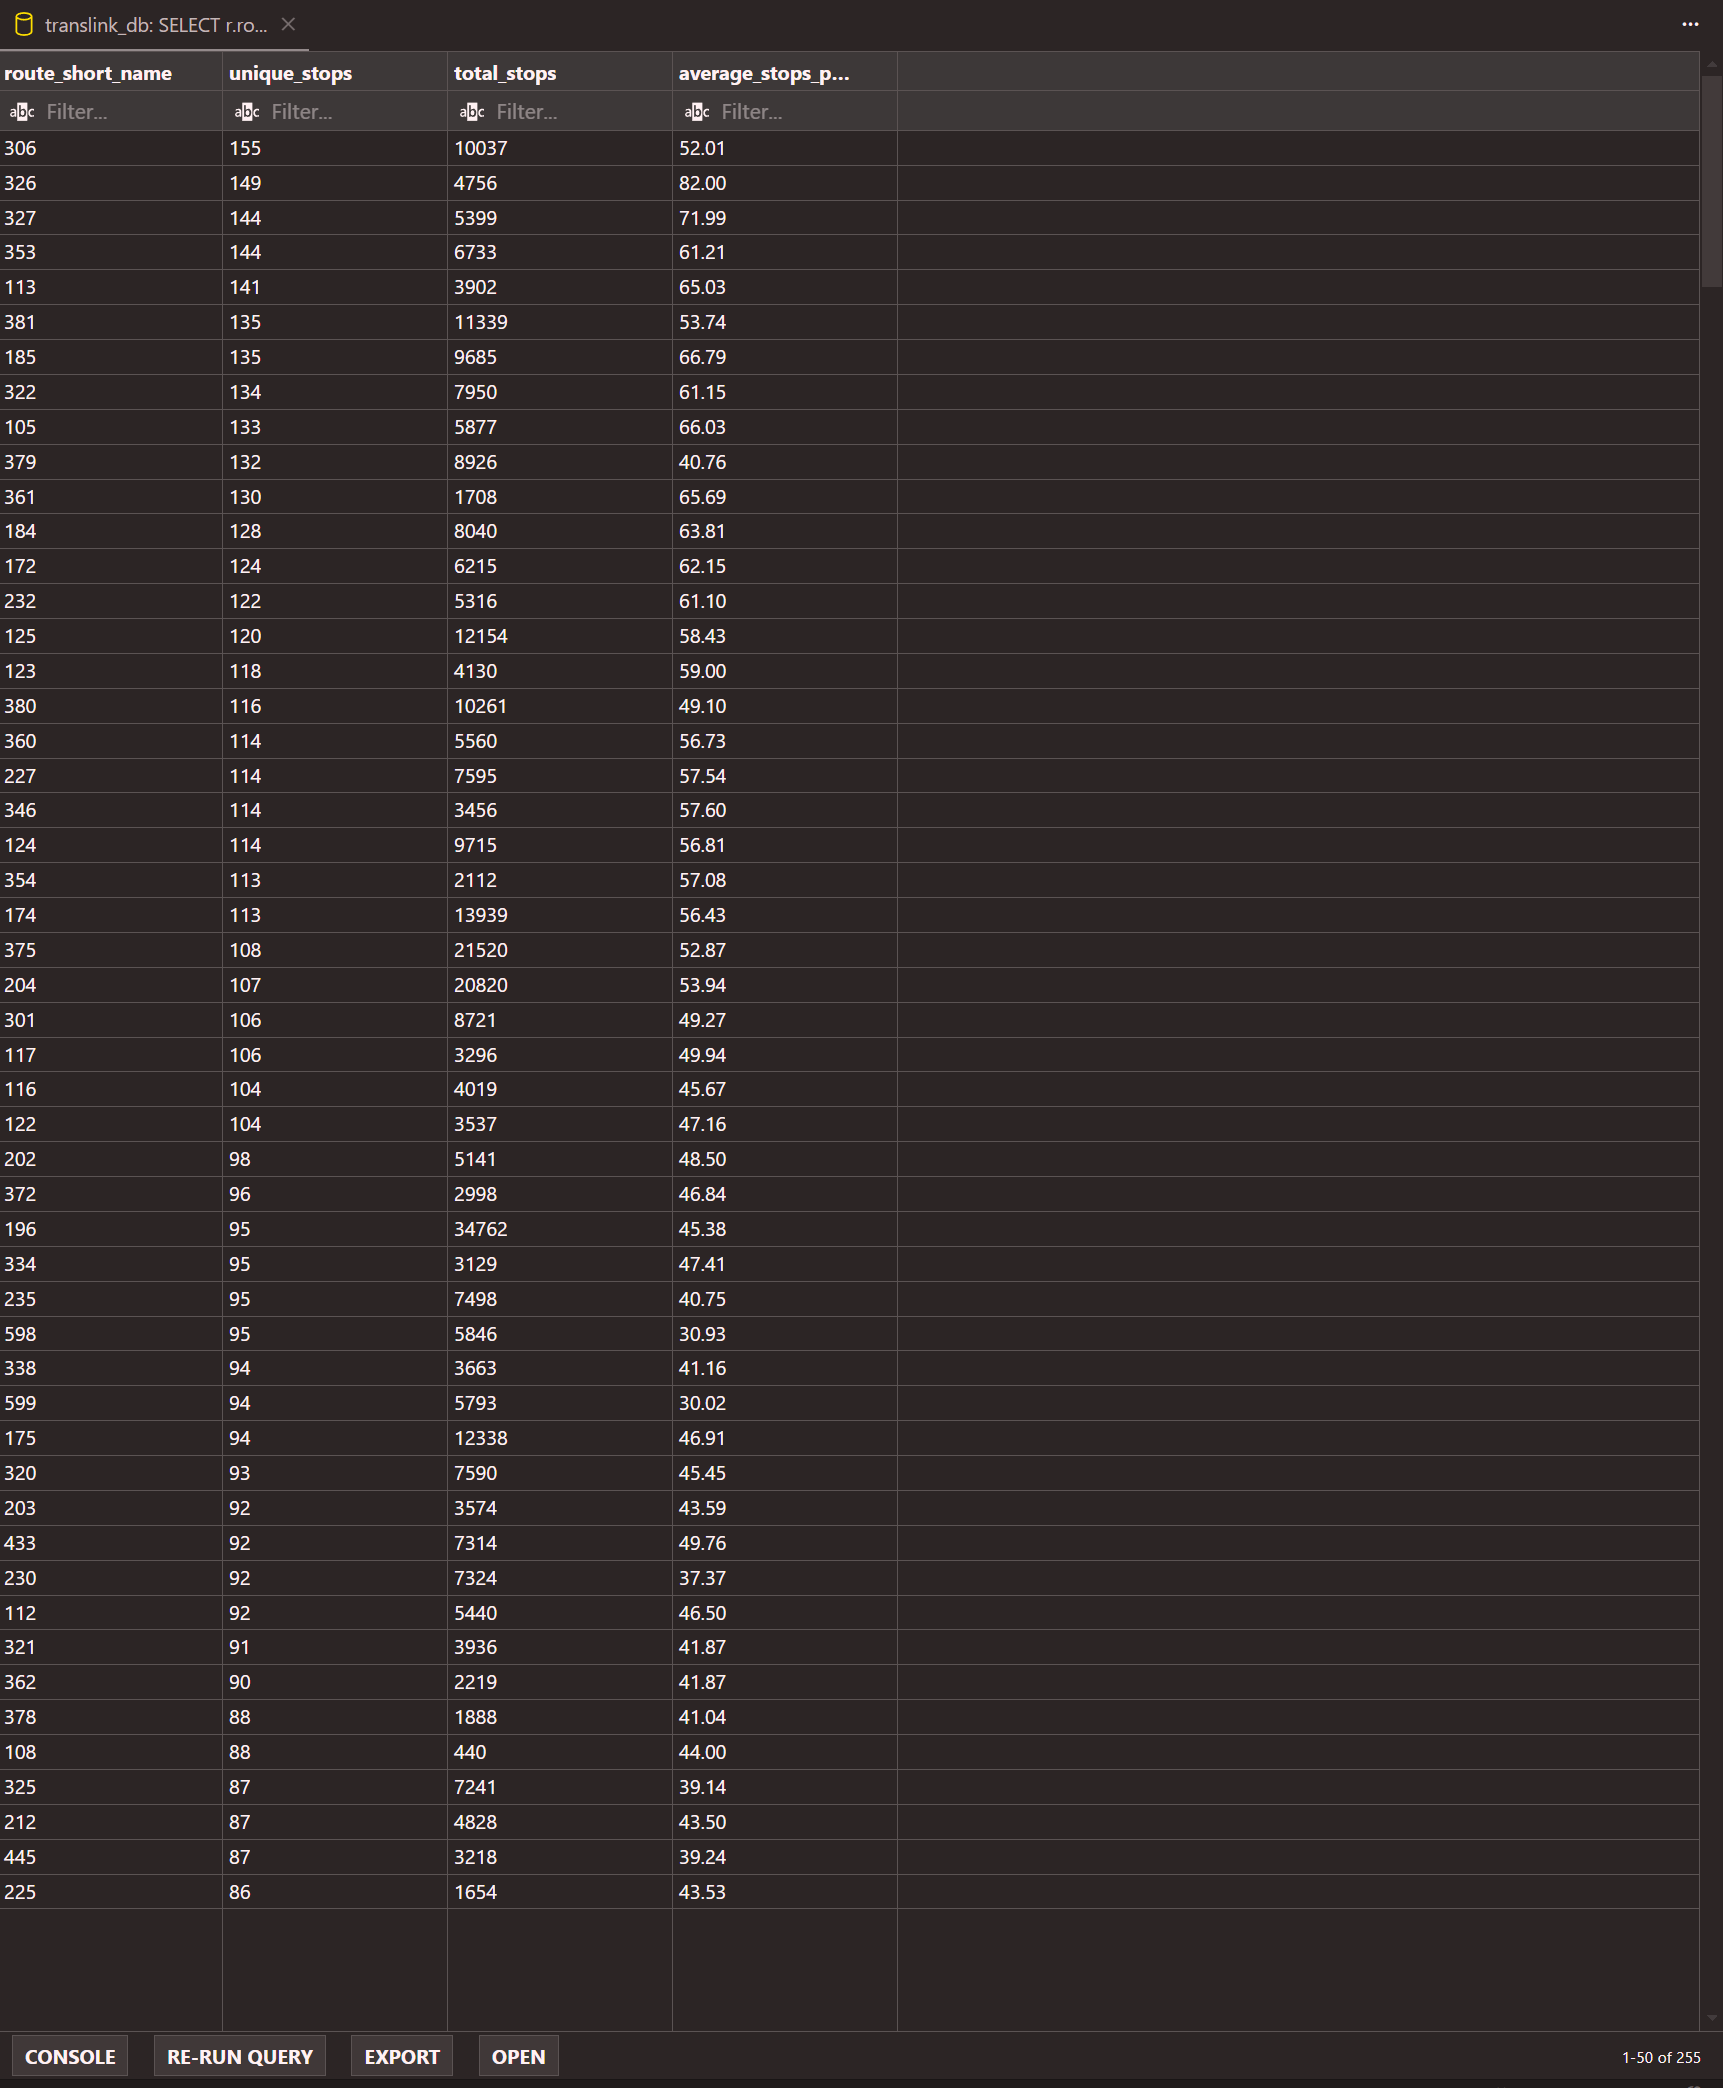 translink_db: SELECT r.ro...
route_short_name unique_stops total_stops average_stops_p...
abc Filter... abc Filter... abc Filter... abc Filter...
306 155 10037 52.01
326 149 4756 82.00
327 144 5399 71.99
353 144 6733 61.21
113 141 3902 65.03
381 135 11339 53.74
185 135 9685 66.79
322 134 7950 61.15
105 133 5877 66.03
379 132 8926 40.76
361 130 1708 65.69
184 128 8040 63.81
172 124 6215 62.15
232 122 5316 61.10
125 120 12154 58.43
123 118 4130 59.00
380 116 10261 49.10
360 114 5560 56.73
227 114 7595 57.54
346 114 3456 57.60
124 114 9715 56.81
354 113 2112 57.08
174 113 13939 56.43
375 108 21520 52.87
204 107 20820 53.94
301 106 8721 49.27
117 106 3296 49.94
116 104 4019 45.67
122 104 3537 47.16
202 98 5141 48.50
372 96 2998 46.84
196 95 34762 45.38
334 95 3129 47.41
235 95 7498 40.75
598 95 5846 30.93
338 94 3663 41.16
599 94 5793 30.02
175 94 12338 46.91
320 93 7590 45.45
203 92 3574 43.59
433 92 7314 49.76
230 92 7324 37.37
112 92 5440 46.50
321 91 3936 41.87
362 90 2219 41.87
378 88 1888 41.04
108 88 440 44.00
325 87 7241 39.14
212 87 4828 43.50
445 87 3218 39.24
225 86 1654 43.53
CONSOLE RE-RUN QUERY EXPORT OPEN 1-50 of 255